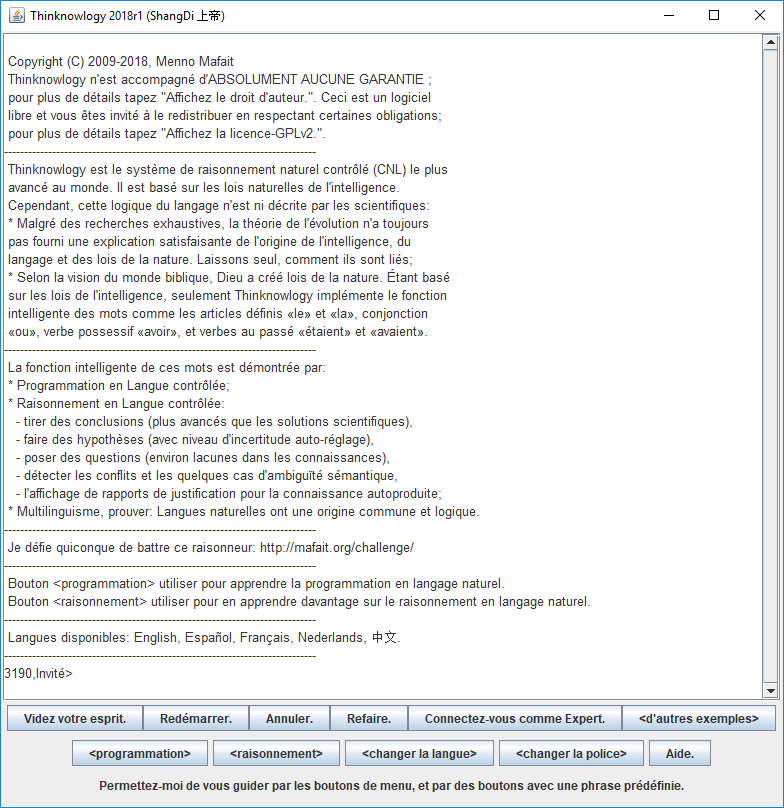 Thinknowlogy 2018r1 (ShangDi 上帝)
Copyright (C) 2009-2018, Menno Mafait
Thinknowlogy n'est accompagné d'ABSOLUMENT AUCUNE GARANTIE ;
pour plus de détails tapez "Affichez le droit d'auteur.". Ceci est un logiciel
libre et vous êtes invité à le redistribuer en respectant certaines obligations;
pour plus de détails tapez "Affichez la licence-GPLv2.".
Thinknowlogy est le système de raisonnement naturel contrôlé (CNL) le plus
avancé au monde. Il est basé sur les lois naturelles de l'intelligence.
Cependant, cette logique du langage n'est ni décrite par les scientifiques:
* Malgré des recherches exhaustives, la théorie de l'évolution n'a toujours
pas fourni une explication satisfaisante de l'origine de l'intelligence, du
langage et des lois de la nature. Laissons seul, comment ils sont liés;
* Selon la vision du monde biblique, Dieu a créé lois de la nature. Étant basé
sur les lois de l'intelligence, seulement Thinknowlogy implémente le fonction
intelligente des mots comme les articles définis «le» et «la», conjonction
«ou», verbe possessif «avoir», et verbes au passé «étaient» et «avaient».
La fonction intelligente de ces mots est démontrée par:
* Programmation en Langue contrôlée;
* Raisonnement en Langue contrôlée:
- tirer des conclusions (plus avancés que les solutions scientifiques),
- faire des hypothèses (avec niveau d'incertitude auto-réglage),
- poser des questions (environ lacunes dans les connaissances),
- détecter les conflits et les quelques cas d'ambiguïté sémantique,
- l'affichage de rapports de justification pour la connaissance autoproduite;
* Multilinguisme, prouver: Langues naturelles ont une origine commune et logique.
Je défie quiconque de battre ce raisonneur: http://mafait.org/challenge/
Bouton <programmation> utiliser pour apprendre la programmation en langage naturel.
Bouton <raisonnement> utiliser pour en apprendre davantage sur le raisonnement en langage naturel.
Langues disponibles: English, Español, Français, Nederlands, 中文.
3190,Invité>
Videz votre esprit. Redémarrer. Annuler. Refaire. Connectez-vous comme Expert. <d'autres exemples>
<programmation> <raisonnement> <changer la langue> <changer la police> Aide.
Permettez-moi de vous guider par les boutons de menu, et par des boutons avec une phrase prédéfinie.